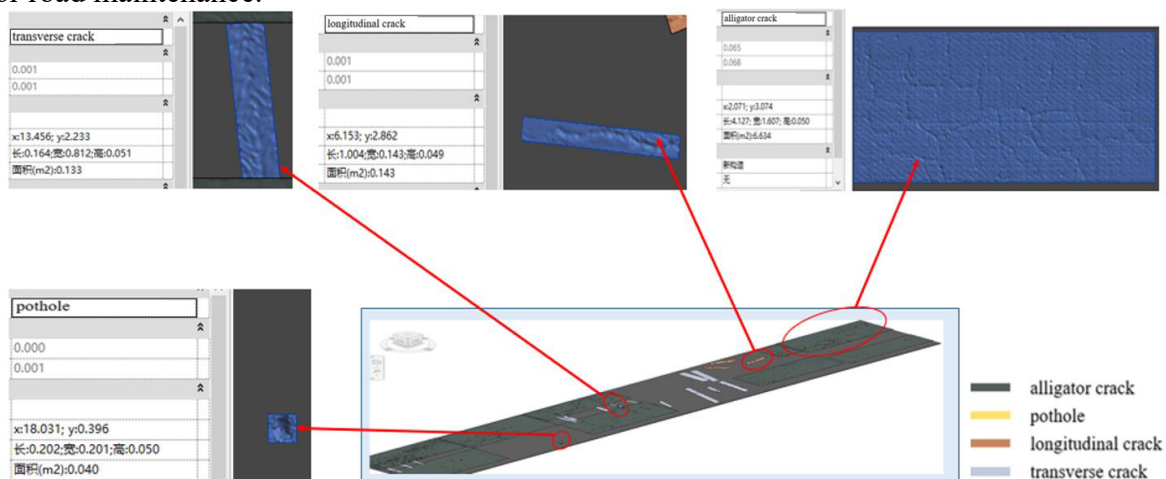 or road maintenance.
transverse crack
0.001
0.001
x:13.456; y:2.233
长:0.164;宽:0.812;高:0.051
面积(m2):0.133
longitudinal crack
0.001
0.001
x:6.153; y:2.862
长:1.004;宽:0.143;高:0.049
面积(m2):0.143
alligator crack
0.065
0.068
x:2.071; y:3.074
长:4.127; 宽:1.607; 高:0.050
面积(m2):6.634
新构造
无
pothole
0.000
0.001
x:18.031; y:0.396
长:0.202;宽:0.201;高:0.050
面积(m2):0.040
alligator crack
pothole
longitudinal crack
transverse crack